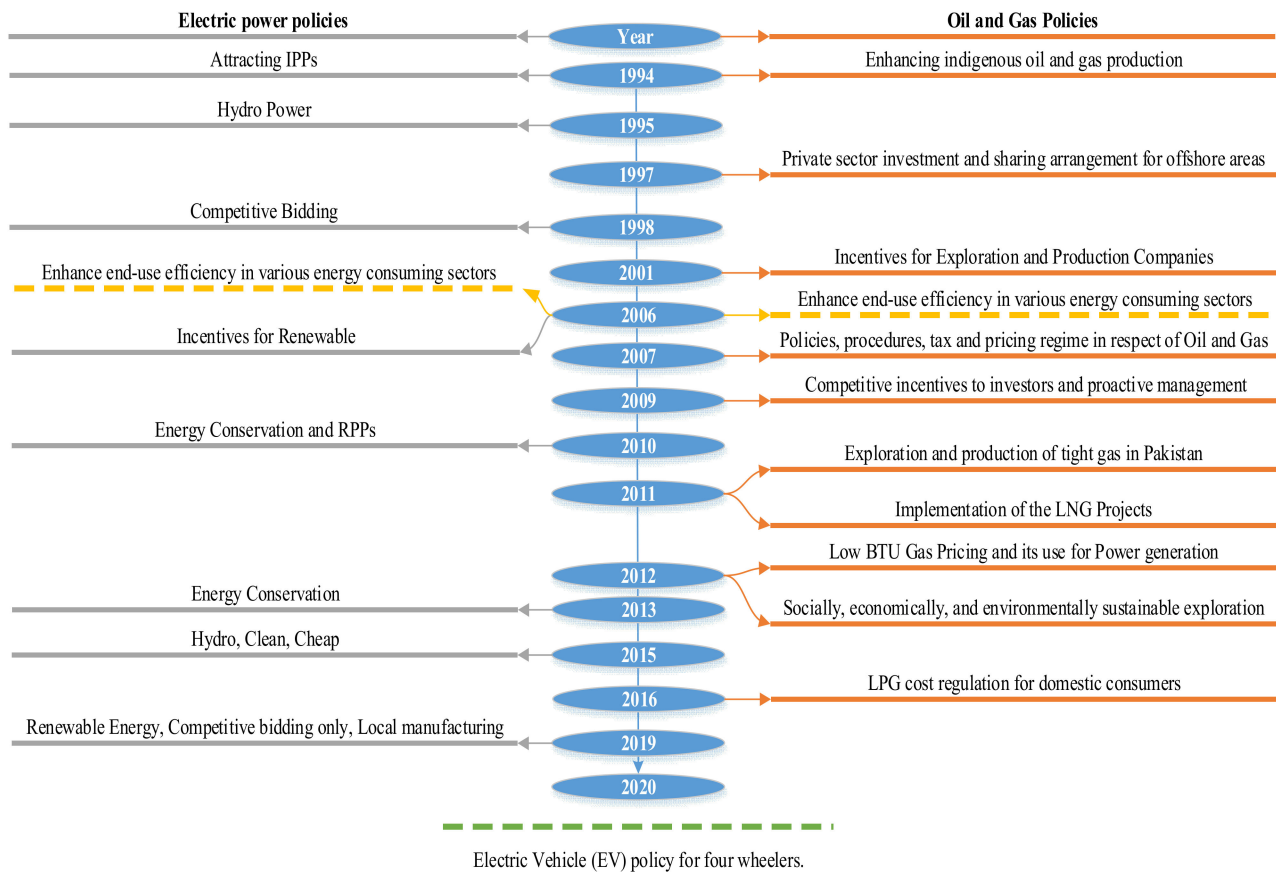 Electric power policies
Year
Oil and Gas Policies
Attracting IPPs
1994
Enhancing indigenous oil and gas production
Hydro Power
1995
1997
Private sector investment and sharing arrangement for offshore areas
Competitive Bidding
1998
2001
Incentives for Exploration and Production Companies
Enhance end-use efficiency in various energy consuming sectors
2006
Enhance end-use efficiency in various energy consuming sectors
Incentives for Renewable
2007
Policies, procedures, tax and pricing regime in respect of Oil and Gas
2009
Competitive incentives to investors and proactive management
Energy Conservation and RPPs
2010
2011
Exploration and production of tight gas in Pakistan
Implementation of the LNG Projects
2012
Low BTU Gas Pricing and its use for Power generation
Socially, economically, and environmentally sustainable exploration
Energy Conservation
2013
Hydro, Clean, Cheap
2015
2016
LPG cost regulation for domestic consumers
Renewable Energy, Competitive bidding only, Local manufacturing
2019
2020
Electric Vehicle (EV) policy for four wheelers.